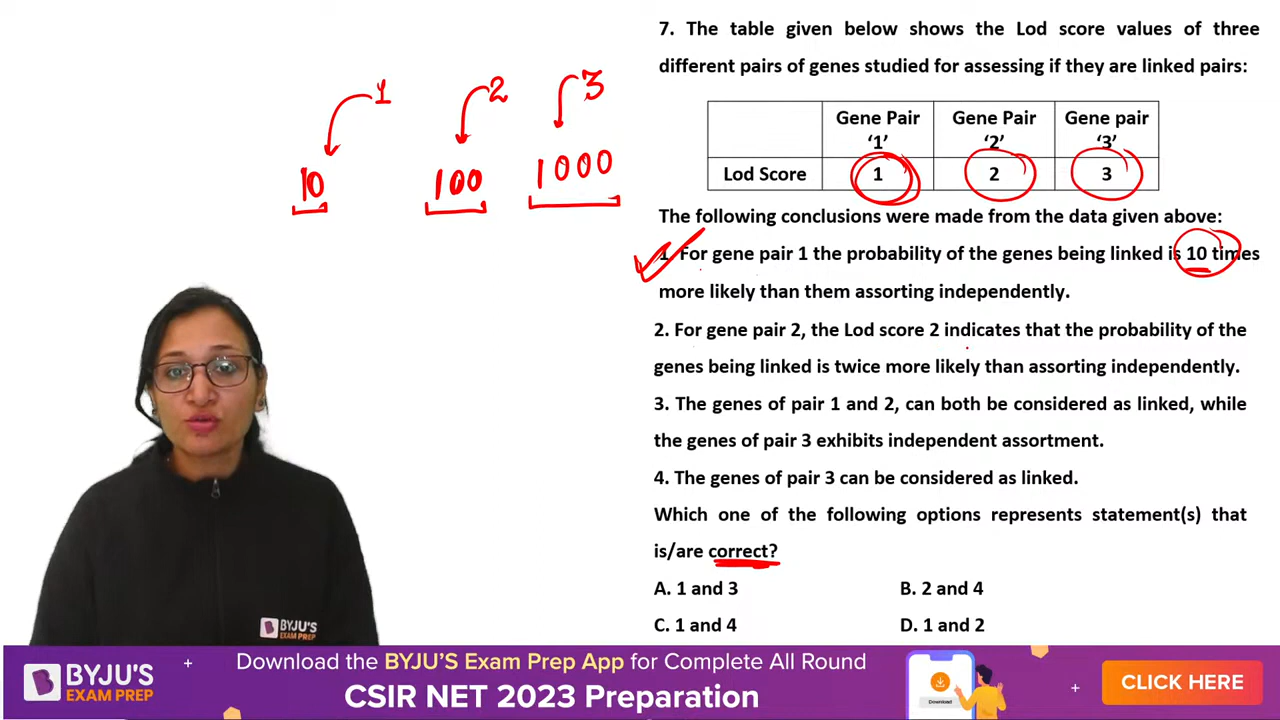 7. The table given below shows the Lod score values of three
different pairs of genes studied for assessing if they are linked pairs:
Gene Pair Gene Pair Gene pair
‘1’ ‘2’ ‘3’
Lod Score 1 2 3
1 2 3
10 100 1000
The following conclusions were made from the data given above:
1. For gene pair 1 the probability of the genes being linked is 10 times
more likely than them assorting independently.
2. For gene pair 2, the Lod score 2 indicates that the probability of the
genes being linked is twice more likely than assorting independently.
3. The genes of pair 1 and 2, can both be considered as linked, while
the genes of pair 3 exhibits independent assortment.
4. The genes of pair 3 can be considered as linked.
Which one of the following options represents statement(s) that
is/are correct?
A. 1 and 3 B. 2 and 4
C. 1 and 4 D. 1 and 2
BYJU'S
EXAM PREP
BYJU'S
EXAM PREP
Download the BYJU'S Exam Prep App for Complete All Round
CSIR NET 2023 Preparation
Download
CLICK HERE